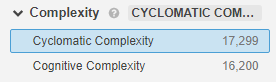 Complexity ? CYCLOMATIC COM...
Cyclomatic Complexity 17,299
Cognitive Complexity 16,200